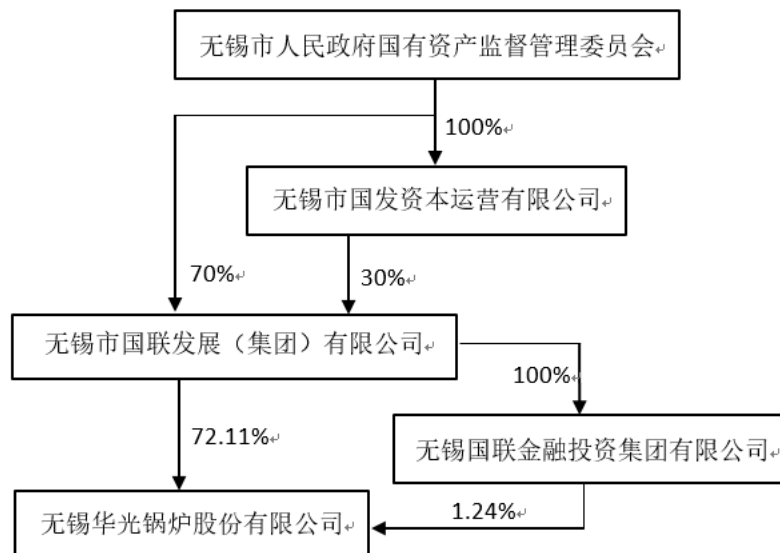 无锡市人民政府国有资产监督管理委员会
100%
无锡市国发资本运营有限公司
70%
30%
无锡市国联发展（集团）有限公司
100%
72.11%
无锡国联金融投资集团有限公司
无锡华光锅炉股份有限公司
1.24%